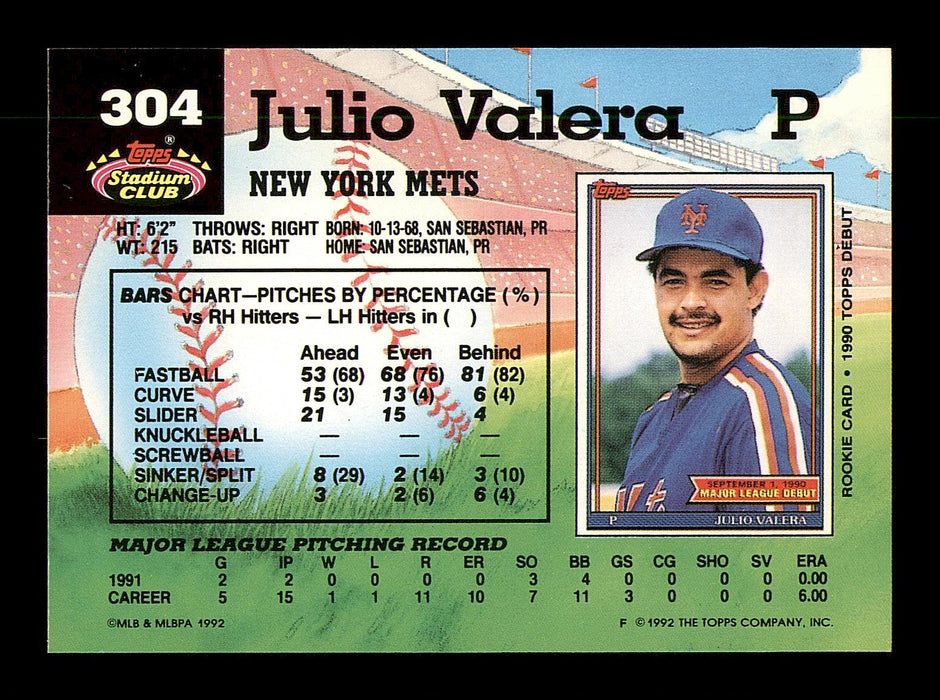 304
Julio Valera P
Topps®
Stadium
CLUB
NEW YORK METS
HT: 6'2" THROWS: RIGHT BORN: 10-13-68, SAN SEBASTIAN, PR
WT: 215 BATS: RIGHT HOME: SAN SEBASTIAN, PR
BARS CHART—PITCHES BY PERCENTAGE (%)
vs RH Hitters — LH Hitters in ( )
Ahead Even Behind
FASTBALL 53 (68) 68 (76) 81 (82)
CURVE 15 (3) 13 (4) 6 (4)
SLIDER 21 15 4
KNUCKLEBALL — — —
SCREWBALL — — —
SINKER/SPLIT 8 (29) 2 (14) 3 (10)
CHANGE-UP 3 2 (6) 6 (4)
Topps
NY
Mets
SEPTEMBER 1, 1990
MAJOR LEAGUE DEBUT
P JULIO VALERA
ROOKIE CARD • 1990 TOPPS DEBUT
MAJOR LEAGUE PITCHING RECORD
G IP W L R ER SO BB GS CG SHO SV ERA
1991 2 2 0 0 0 0 3 4 0 0 0 0 0.00
CAREER 5 15 1 1 11 10 7 11 3 0 0 0 6.00
©MLB & MLBPA 1992
F ©1992 THE TOPPS COMPANY, INC.